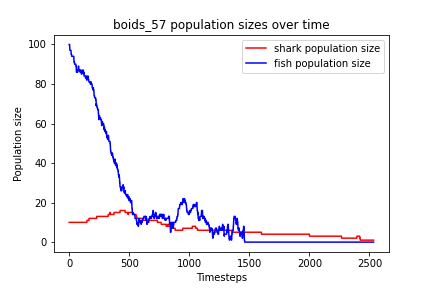 boids_57 population sizes over time
shark population size
fish population size
Population size
100
80
60
40
20
0
0 500 1000 1500 2000 2500
Timesteps